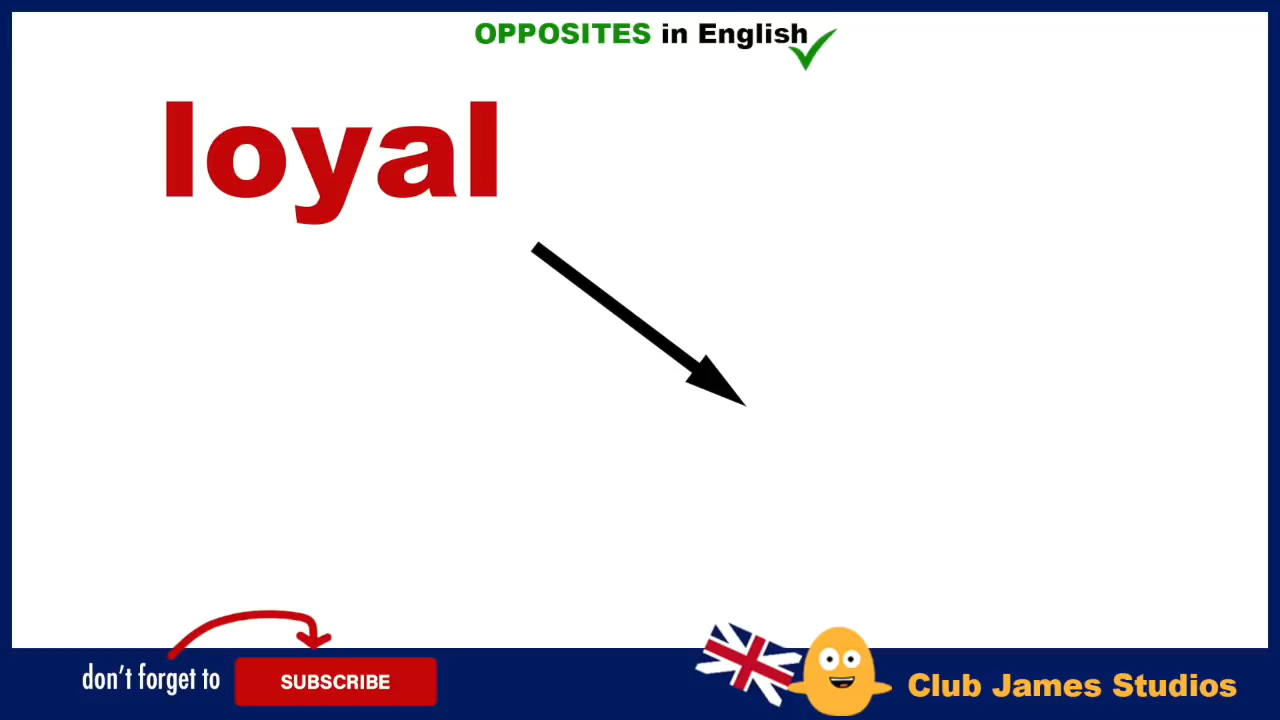 OPPOSITES in English
loyal
don't forget to
SUBSCRIBE
Club James Studios